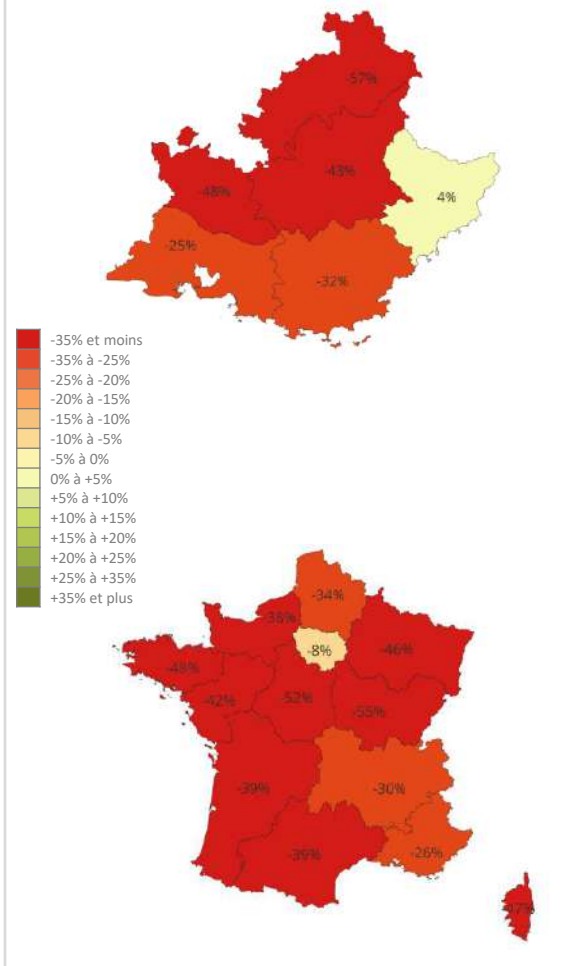 -57%
-43%
-48%
4%
-25%
-32%
-35% et moins
-35% à -25%
-25% à -20%
-20% à -15%
-15% à -10%
-10% à -5%
-5% à 0%
0% à +5%
+5% à +10%
+10% à +15%
+15% à +20%
+20% à +25%
+25% à +35%
+35% et plus
-34%
-38%
-8%
-46%
-42%
-52%
-55%
-39%
-30%
-39%
-26%